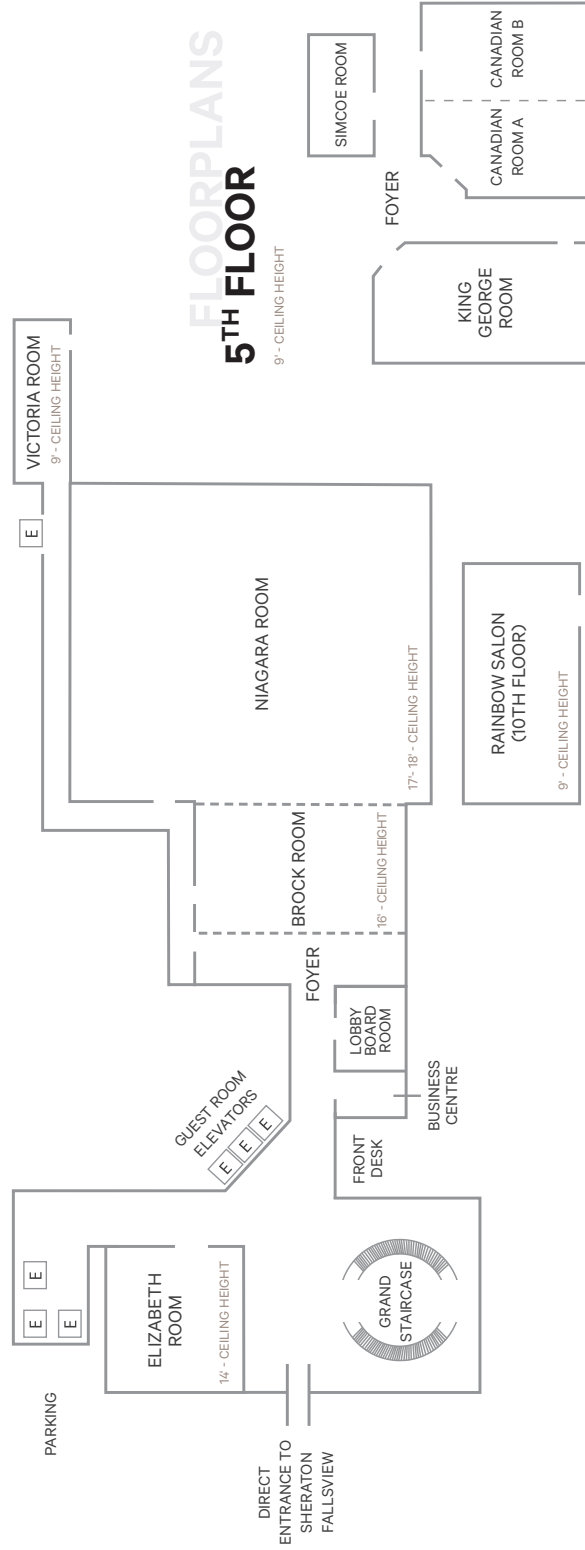 FLOORPLANS
5TH FLOOR
9' - CEILING HEIGHT
PARKING
E
E
E
ELIZABETH
ROOM
14' - CEILING HEIGHT
DIRECT
ENTRANCE TO
SHERATON
FALLSVIEW
GRAND
STAIRCASE
GUEST ROOM
ELEVATORS
E
E
E
FRONT
DESK
BUSINESS
CENTRE
LOBBY
BOARD
ROOM
FOYER
BROCK ROOM
16' - CEILING HEIGHT
NIAGARA ROOM
17'- 18' - CEILING HEIGHT
E
VICTORIA ROOM
9' - CEILING HEIGHT
RAINBOW SALON
(10TH FLOOR)
9' - CEILING HEIGHT
KING
GEORGE
ROOM
FOYER
SIMCOE ROOM
CANADIAN
ROOM A
CANADIAN
ROOM B